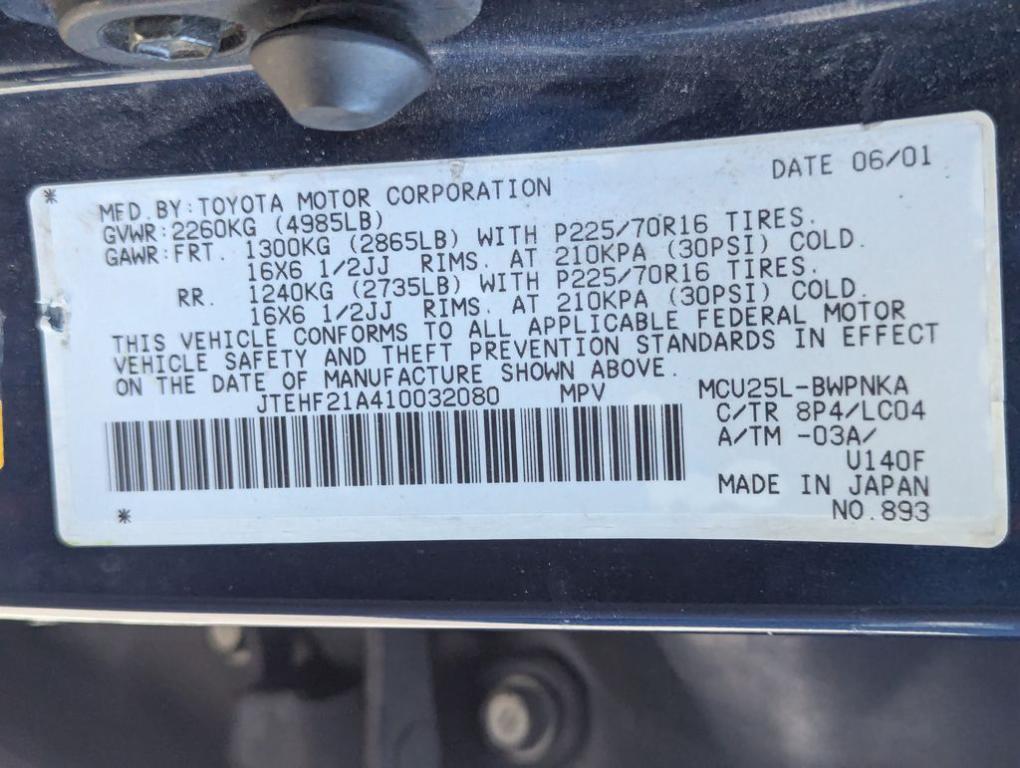 * DATE 06/01
MFD. BY: TOYOTA MOTOR CORPORATION
GVWR: 2260KG (4985LB)
GAWR: FRT. 1300KG (2865LB) WITH P225/70R16 TIRES.
16X6 1/2JJ RIMS. AT 210KPA (30PSI) COLD.
RR. 1240KG (2735LB) WITH P225/70R16 TIRES.
16X6 1/2JJ RIMS. AT 210KPA (30PSI) COLD.
THIS VEHICLE CONFORMS TO ALL APPLICABLE FEDERAL MOTOR
VEHICLE SAFETY AND THEFT PREVENTION STANDARDS IN EFFECT
ON THE DATE OF MANUFACTURE SHOWN ABOVE.
JTEHF21A410032080 MPV MCU25L-BWPNKA
C/TR 8P4/LC04
A/TM -03A/
U140F
MADE IN JAPAN
* NO.893